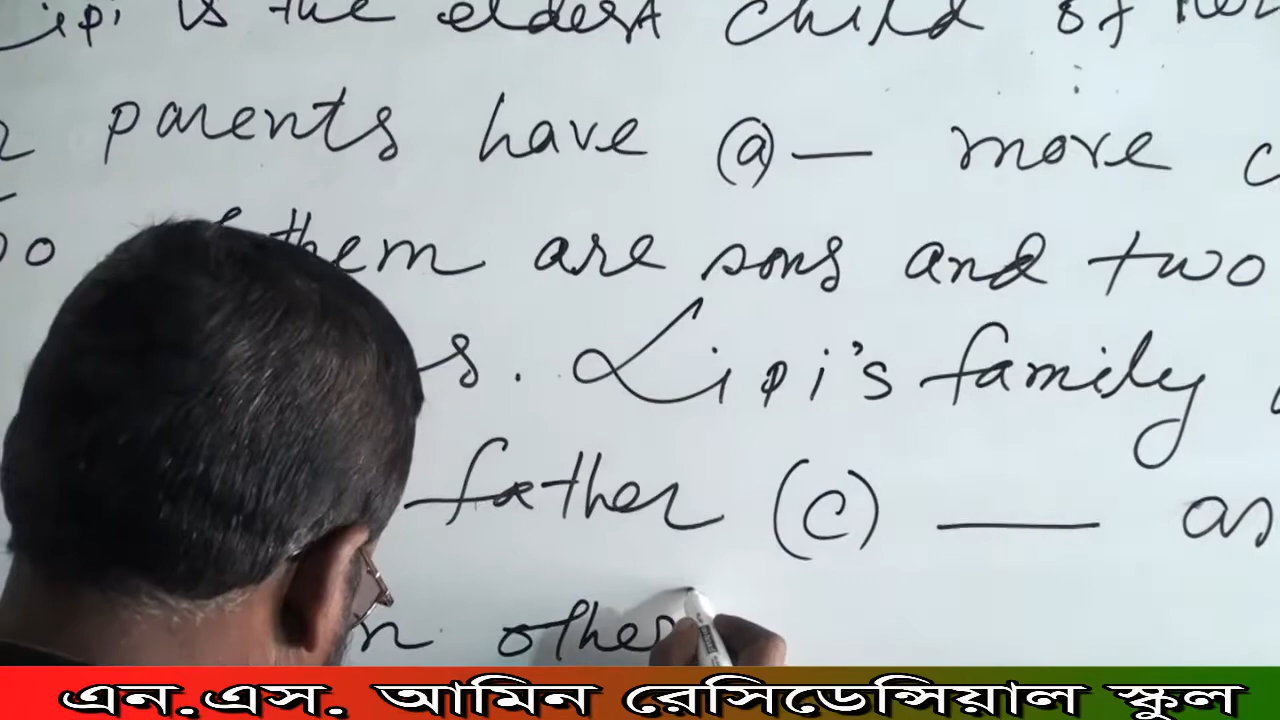 is the eldest child of
parents have (a) — more
them are sons and two
s. Lipi's family
father (c) — as
other
এন.এস. আমিন রেসিডেন্সিয়াল স্কুল